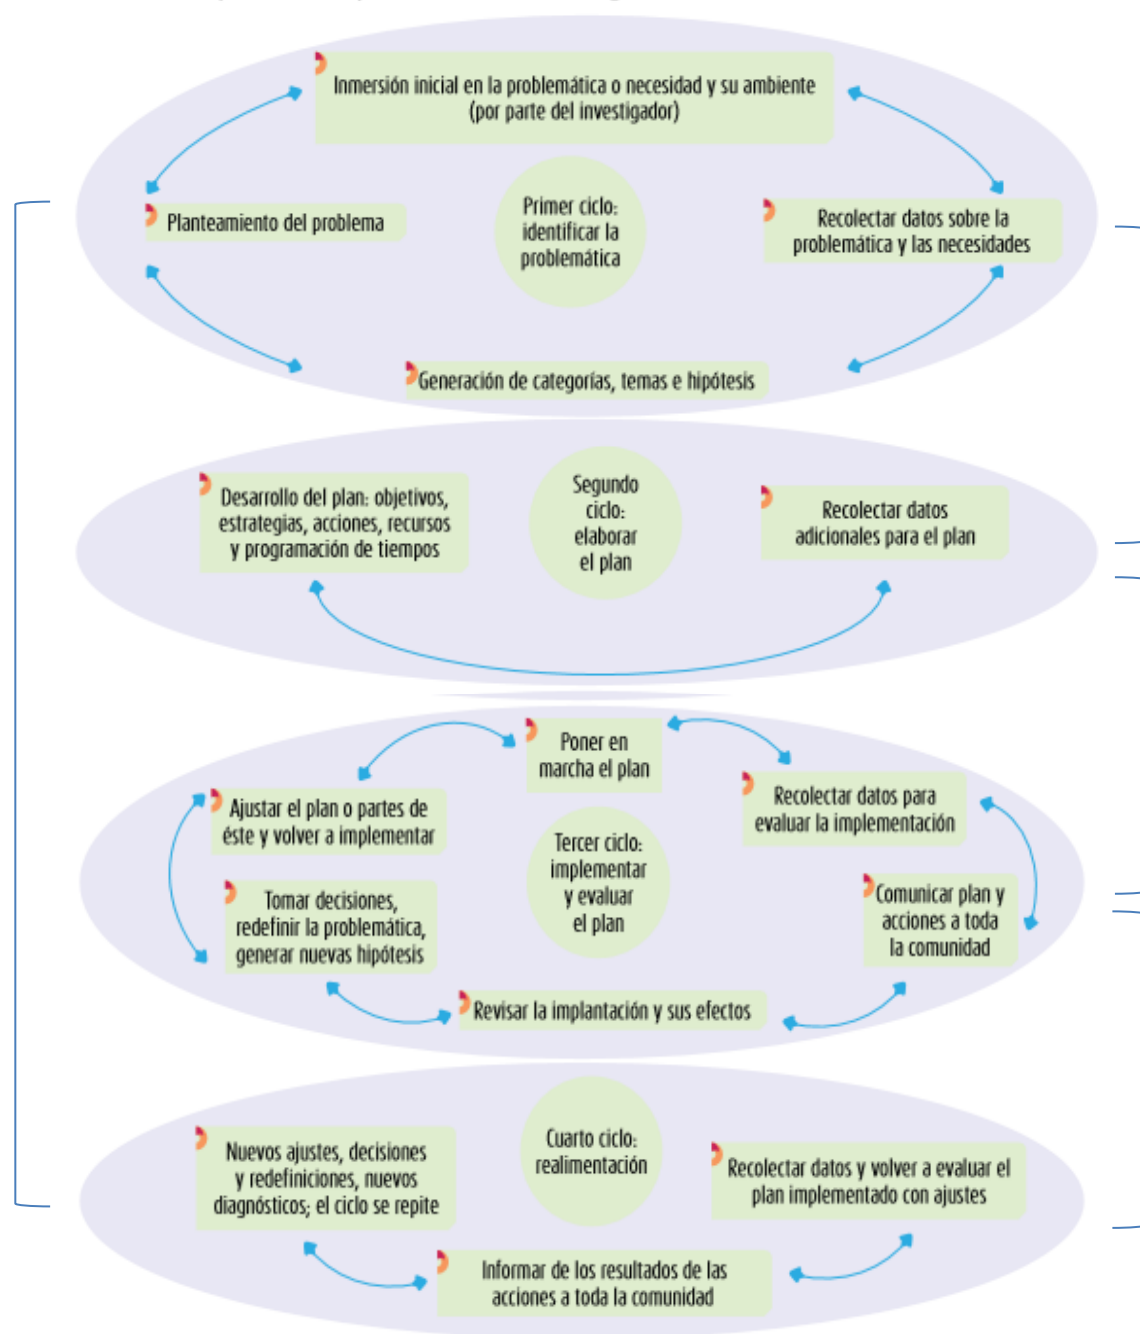 Inmersión inicial en la problemática o necesidad y su ambiente
(por parte del investigador)
Planteamiento del problema
Primer ciclo:
identificar la
problemática
Recolectar datos sobre la
problemática y las necesidades
Generación de categorías, temas e hipótesis
Desarrollo del plan: objetivos,
estrategias, acciones, recursos
y programación de tiempos
Segundo
ciclo:
elaborar
el plan
Recolectar datos
adicionales para el plan
Poner en
marcha el plan
Ajustar el plan o partes de
éste y volver a implementar
Recolectar datos para
evaluar la implementación
Tercer ciclo:
implementar
y evaluar
el plan
Tomar decisiones,
redefinir la problemática,
generar nuevas hipótesis
Comunicar plan y
acciones a toda
la comunidad
Revisar la implantación y sus efectos
Cuarto ciclo:
realimentación
Nuevos ajustes, decisiones
y redefiniciones, nuevos
diagnósticos; el ciclo se repite
Recolectar datos y volver a evaluar el
plan implementado con ajustes
Informar de los resultados de las
acciones a toda la comunidad